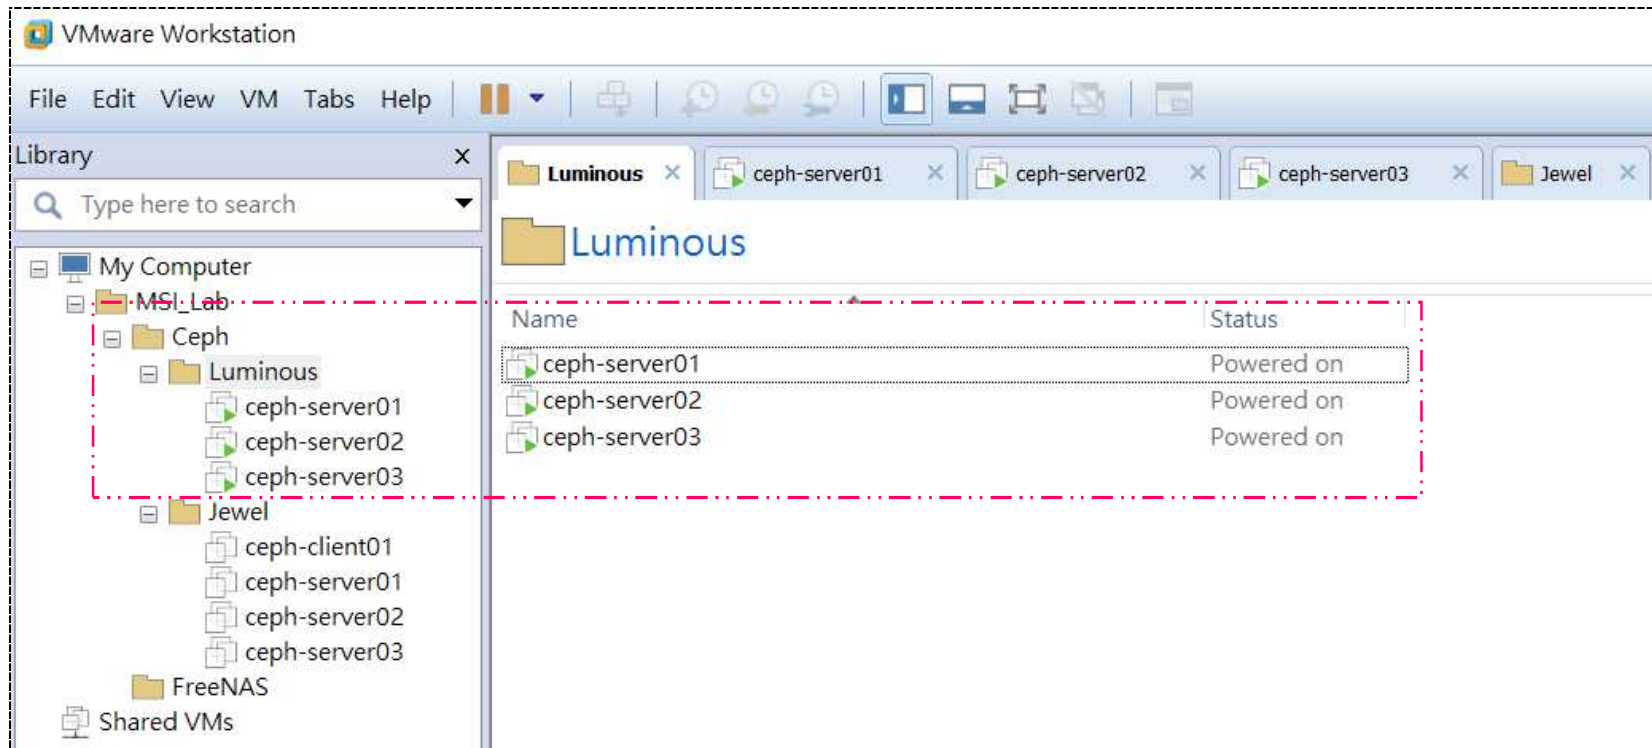 VMware Workstation
File Edit View VM Tabs Help
Library
Type here to search
My Computer
MSI_Lab
Ceph
Luminous
ceph-server01
ceph-server02
ceph-server03
Jewel
ceph-client01
ceph-server01
ceph-server02
ceph-server03
FreeNAS
Shared VMs
Luminous ceph-server01 ceph-server02 ceph-server03 Jewel
Luminous
Name Status
ceph-server01 Powered on
ceph-server02 Powered on
ceph-server03 Powered on